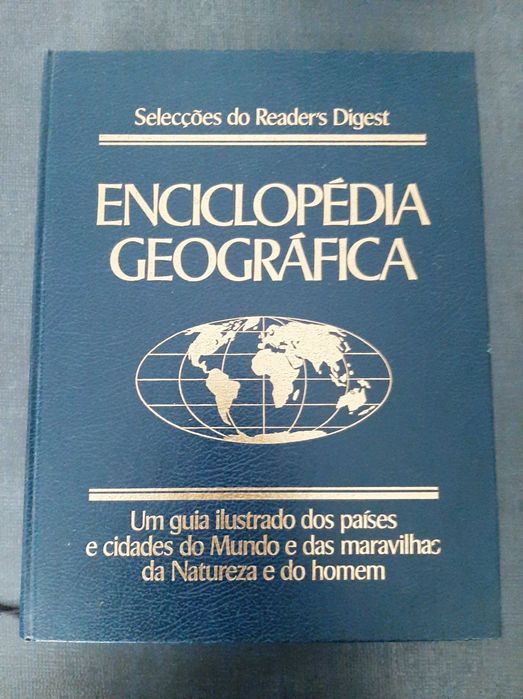 Selecções do Reader's Digest
ENCICLOPÉDIA
GEOGRÁFICA
Um guia ilustrado dos países
e cidades do Mundo e das maravilhas
da Natureza e do homem